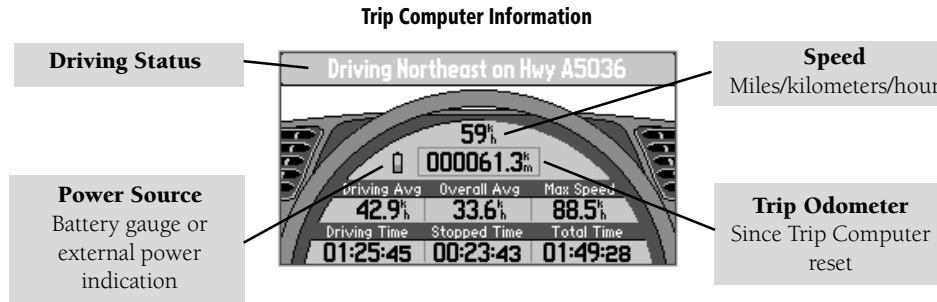 Trip Computer Information
Driving Status
Driving Northeast on Hwy A5036
Speed
Miles/kilometers/hour
59 k/h
000061.3 km
Power Source
Battery gauge or
external power
indication
Driving Avg Overall Avg Max Speed
42.9 k/h 33.6 k/h 88.5 k/h
Driving Time Stopped Time Total Time
01:25:45 00:23:43 01:49:28
Trip Odometer
Since Trip Computer
reset